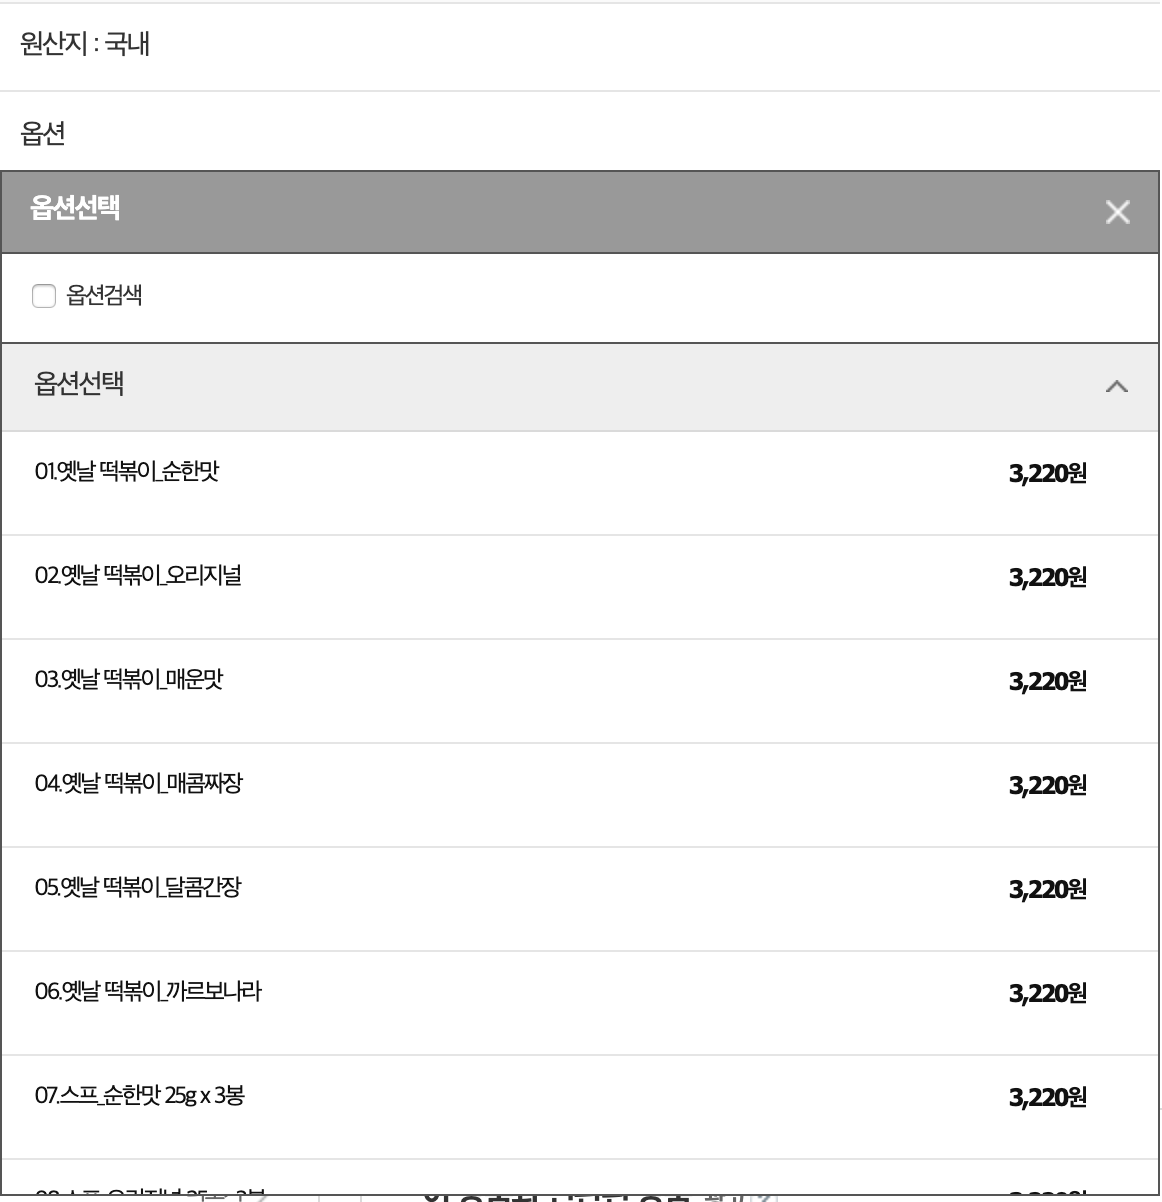 원산지 : 국내
옵션
옵션선택
옵션검색
옵션선택
01.옛날 떡볶이_순한맛 3,220원
02.옛날 떡볶이_오리지널 3,220원
03.옛날 떡볶이_매운맛 3,220원
04.옛날 떡볶이_매콤짜장 3,220원
05.옛날 떡볶이_달콤간장 3,220원
06.옛날 떡볶이_까르보나라 3,220원
07.스프_순한맛 25g x 3봉 3,220원